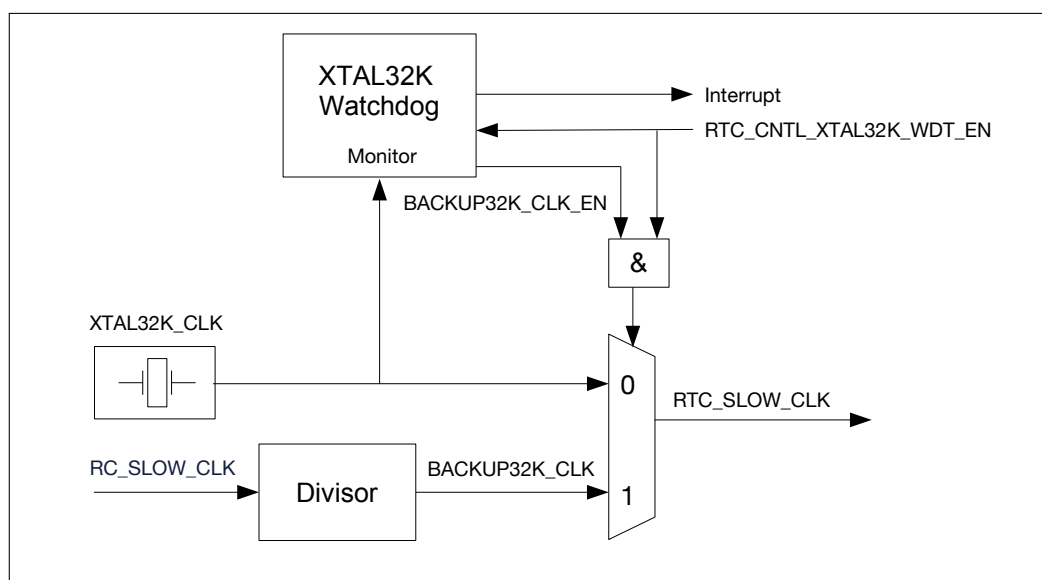 XTAL32K
Watchdog
Interrupt
RTC_CNTL_XTAL32K_WDT_EN
Monitor
BACKUP32K_CLK_EN
&
XTAL32K_CLK
0
RTC_SLOW_CLK
RC_SLOW_CLK
Divisor
BACKUP32K_CLK
1